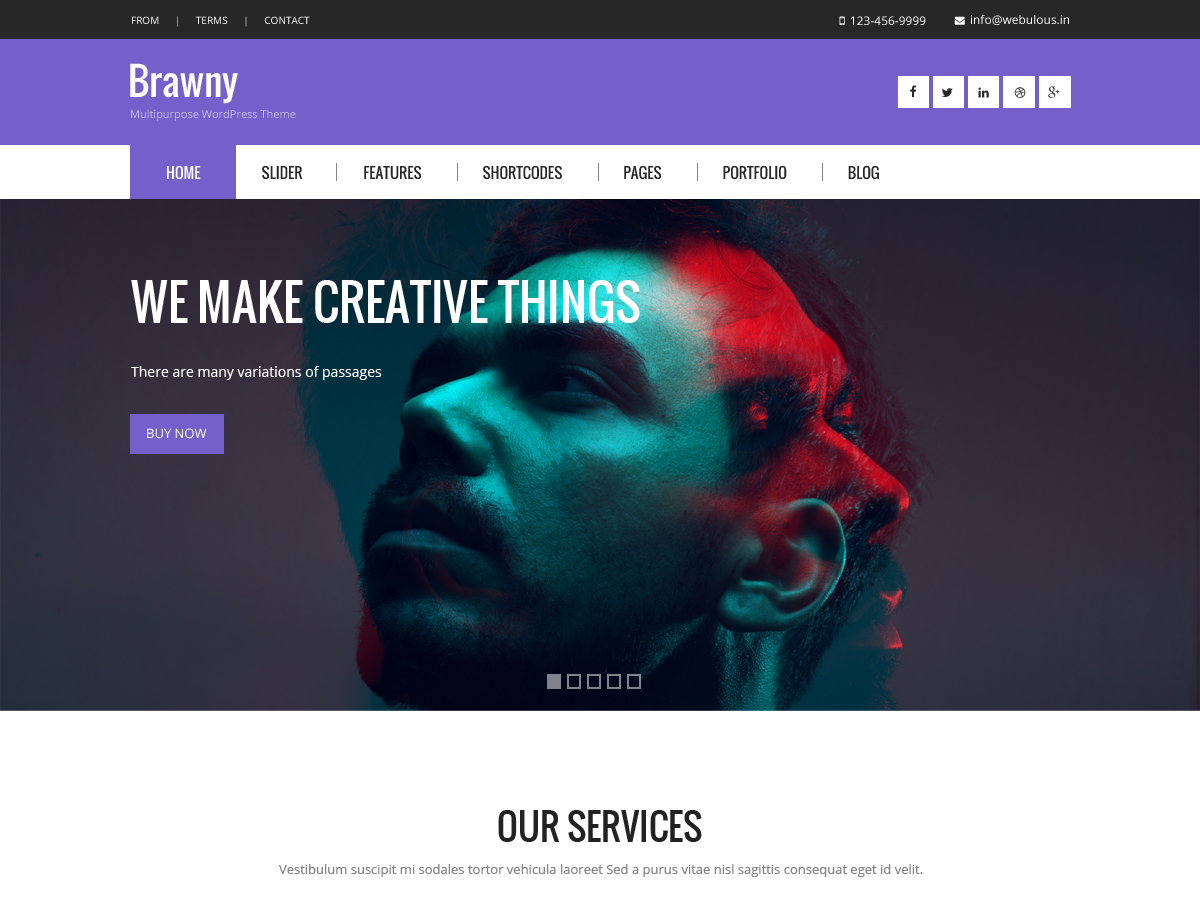 FROM | TERMS | CONTACT 123-456-9999 info@webulous.in
Brawny
Multipurpose WordPress Theme
HOME SLIDER FEATURES SHORTCODES PAGES PORTFOLIO BLOG
WE MAKE CREATIVE THINGS
There are many variations of passages
BUY NOW
OUR SERVICES
Vestibulum suscipit mi sodales tortor vehicula laoreet Sed a purus vitae nisl sagittis consequat eget id velit.